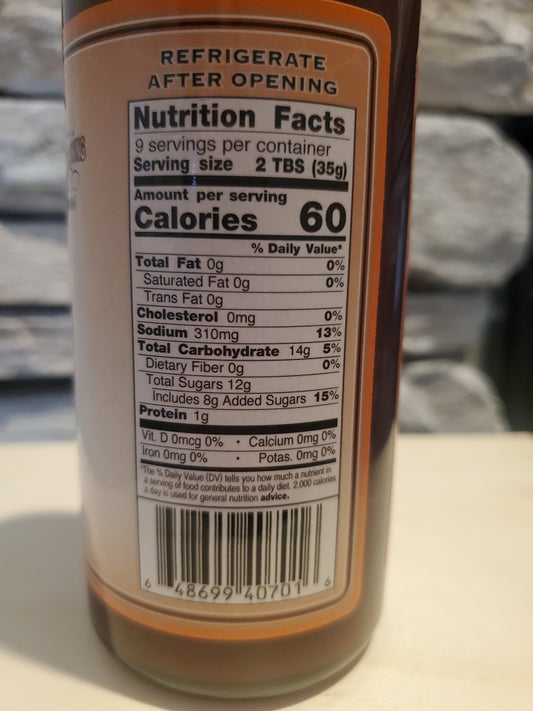 REFRIGERATE
AFTER OPENING
Nutrition Facts
9 servings per container
Serving size 2 TBS (35g)
Amount per serving
Calories 60
% Daily Value*
Total Fat 0g 0%
Saturated Fat 0g 0%
Trans Fat 0g
Cholesterol 0mg 0%
Sodium 310mg 13%
Total Carbohydrate 14g 5%
Dietary Fiber 0g 0%
Total Sugars 12g
Includes 8g Added Sugars 15%
Protein 1g
Vit. D 0mcg 0% • Calcium 0mg 0%
Iron 0mg 0% • Potas. 0mg 0%
*The % Daily Value (DV) tells you how much a nutrient in
a serving of food contributes to a daily diet. 2,000 calories
a day is used for general nutrition advice.
6 48699 40701 6